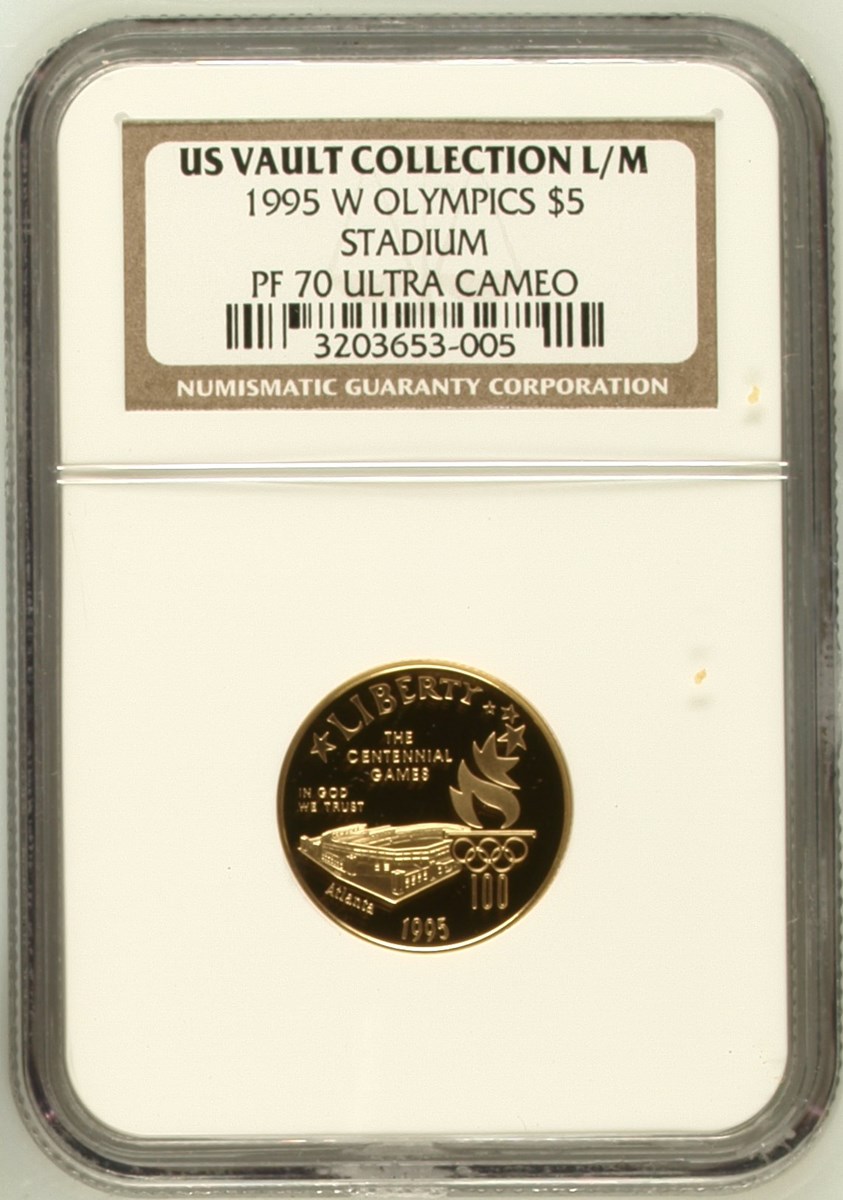 US VAULT COLLECTION L/M
1995 W OLYMPICS $5
STADIUM
PF 70 ULTRA CAMEO
3203653-005
NUMISMATIC GUARANTY CORPORATION
LIBERTY
THE
CENTENNIAL
GAMES
IN GOD
WE TRUST
100
Atlanta
1995